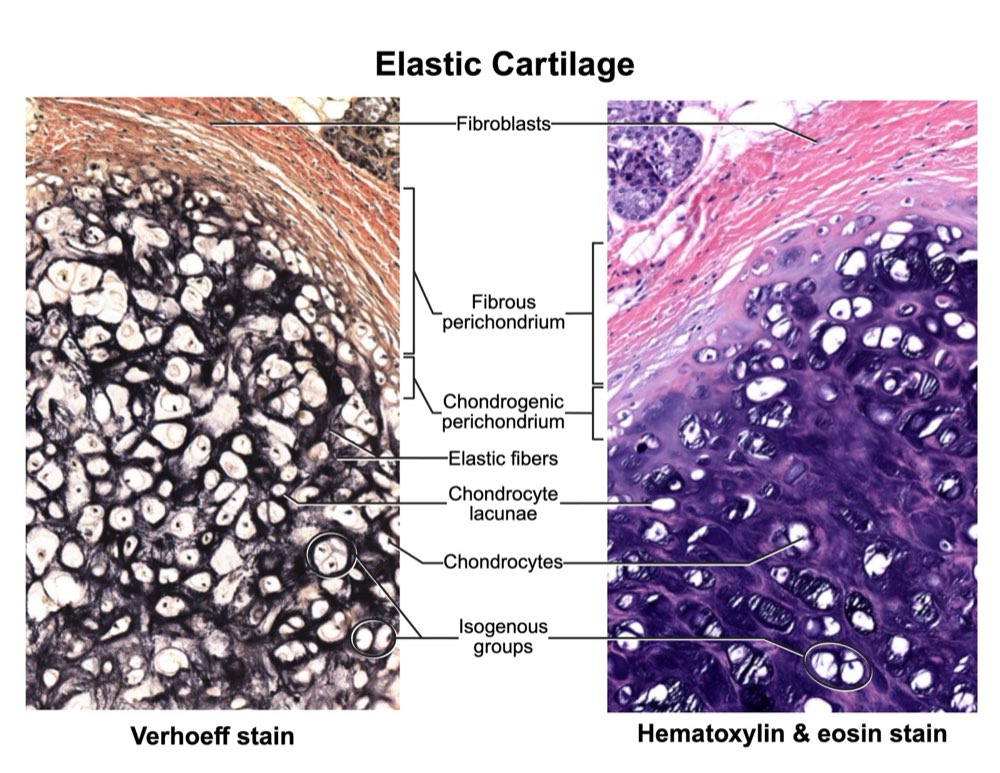 Elastic Cartilage
Fibroblasts
Fibrous
perichondrium
Chondrogenic
perichondrium
Elastic fibers
Chondrocyte
lacunae
Chondrocytes
Isogenous
groups
Verhoeff stain
Hematoxylin & eosin stain